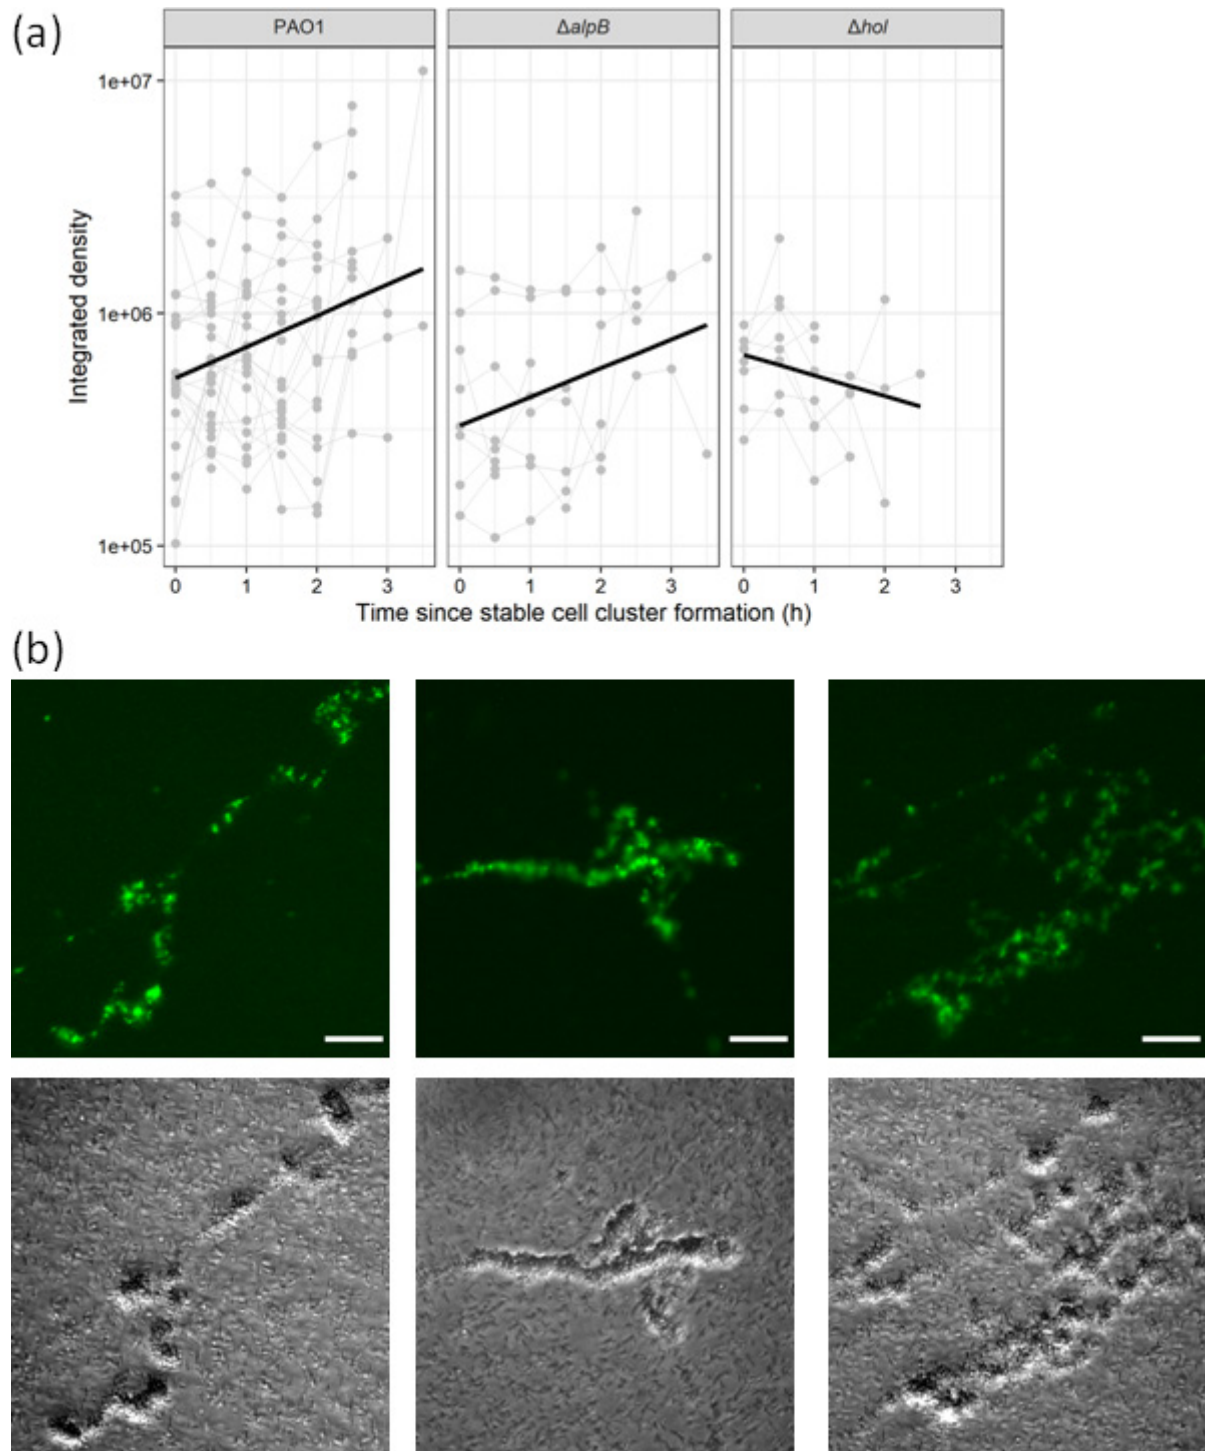 (a)
PAO1
ΔalpB
Δhol
1e+07
1e+06
1e+05
Integrated density
0 1 2 3 0 1 2 3 0 1 2 3
Time since stable cell cluster formation (h)
(b)